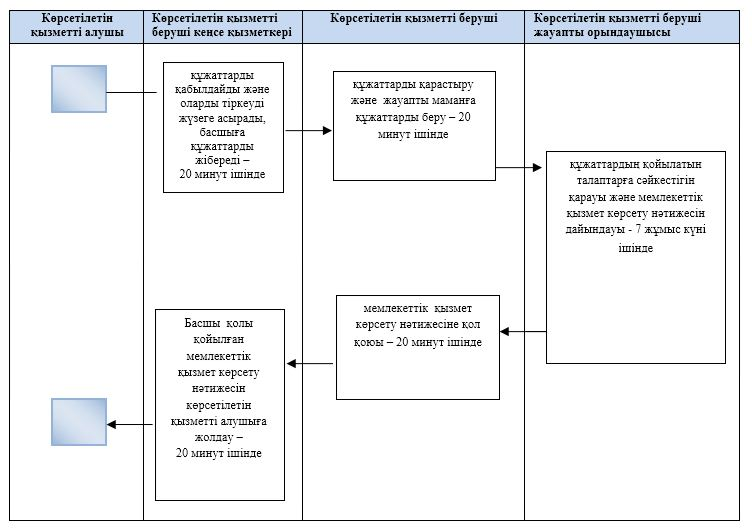 Көрсетілетін
қызметті алушы
Көрсетілетін қызметті
беруші кеңсе қызметкері
Көрсетілетін қызметті беруші
Көрсетілетін қызметті беруші
жауапты орындаушысы
құжаттарды
қабылдайды және
оларды тіркеуді
жүзеге асырады,
басшыға
құжаттарды
жібереді –
20 минут ішінде
құжаттарды қарастыру
және жауапты маманға
құжаттарды беру – 20
минут ішінде
құжаттардың қойылатын
талаптарға сәйкестігін
қарауы және мемлекеттік
қызмет көрсету нәтижесін
дайындауы - 7 жұмыс күні
ішінде
мемлекеттік қызмет
көрсету нәтижесіне қол
қоюы – 20 минут ішінде
Басшы қолы
қойылған
мемлекеттік
қызмет көрсету
нәтижесін
көрсетілетін
қызметті алушыға
жолдау –
20 минут ішінде